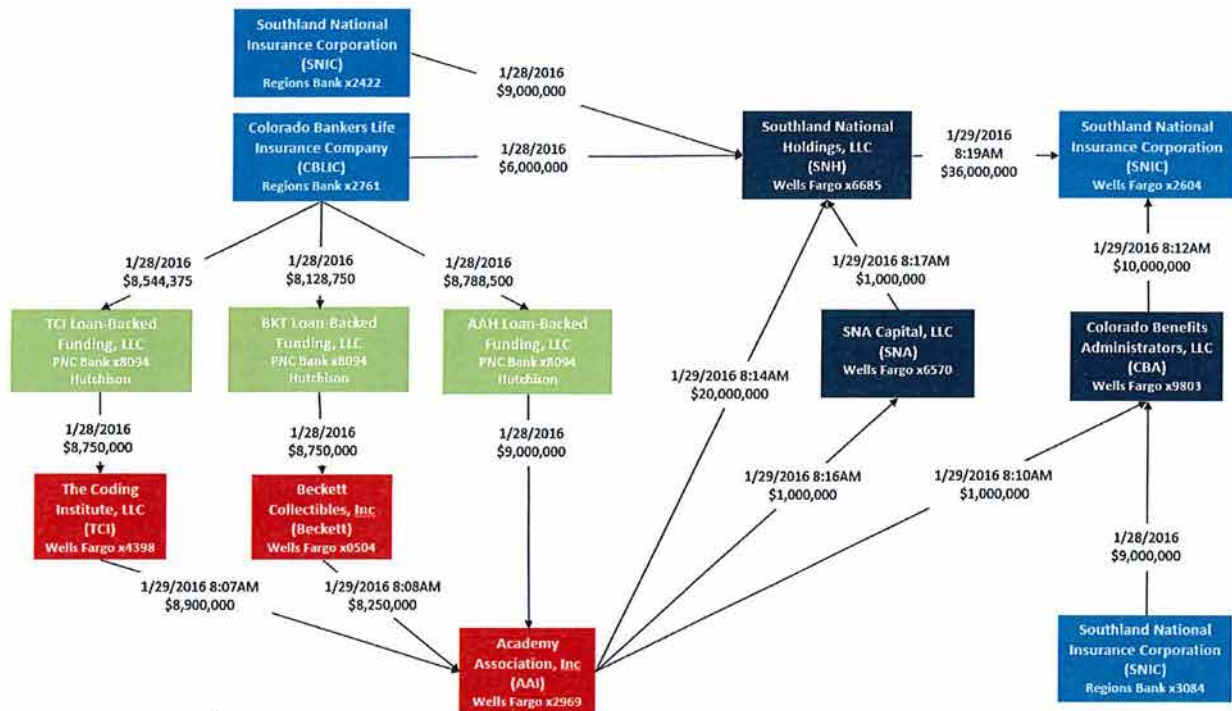 Southland National
Insurance Corporation
(SNIC)
Regions Bank x2422
1/28/2016
$9,000,000
Colorado Bankers Life
Insurance Company
(CBLIC)
Regions Bank x2761
1/28/2016
$6,000,000
Southland National
Holdings, LLC
(SNH)
Wells Fargo x6685
1/29/2016
8:19AM
$36,000,000
Southland National
Insurance Corporation
(SNIC)
Wells Fargo x2604
1/28/2016
$8,544,375
1/28/2016
$8,128,750
1/28/2016
$8,788,500
1/29/2016 8:17AM
$1,000,000
1/29/2016 8:12AM
$10,000,000
TCI Loan-Backed
Funding, LLC
PNC Bank x8094
Hutchison
BKT Loan-Backed
Funding, LLC
PNC Bank x8094
Hutchison
AAH Loan-Backed
Funding, LLC
PNC Bank x8094
Hutchison
SNA Capital, LLC
(SNA)
Wells Fargo x6570
Colorado Benefits
Administrators, LLC
(CBA)
Wells Fargo x9803
1/29/2016 8:14AM
$20,000,000
1/28/2016
$8,750,000
1/28/2016
$8,750,000
1/28/2016
$9,000,000
1/29/2016 8:16AM
$1,000,000
1/29/2016 8:10AM
$1,000,000
The Coding
Institute, LLC
(TCI)
Wells Fargo x4398
Beckett
Collectibles, Inc
(Beckett)
Wells Fargo x0504
1/28/2016
$9,000,000
1/29/2016 8:07AM
$8,900,000
1/29/2016 8:08AM
$8,250,000
Academy
Association, Inc
(AAI)
Wells Fargo x2969
Southland National
Insurance Corporation
(SNIC)
Regions Bank x3084